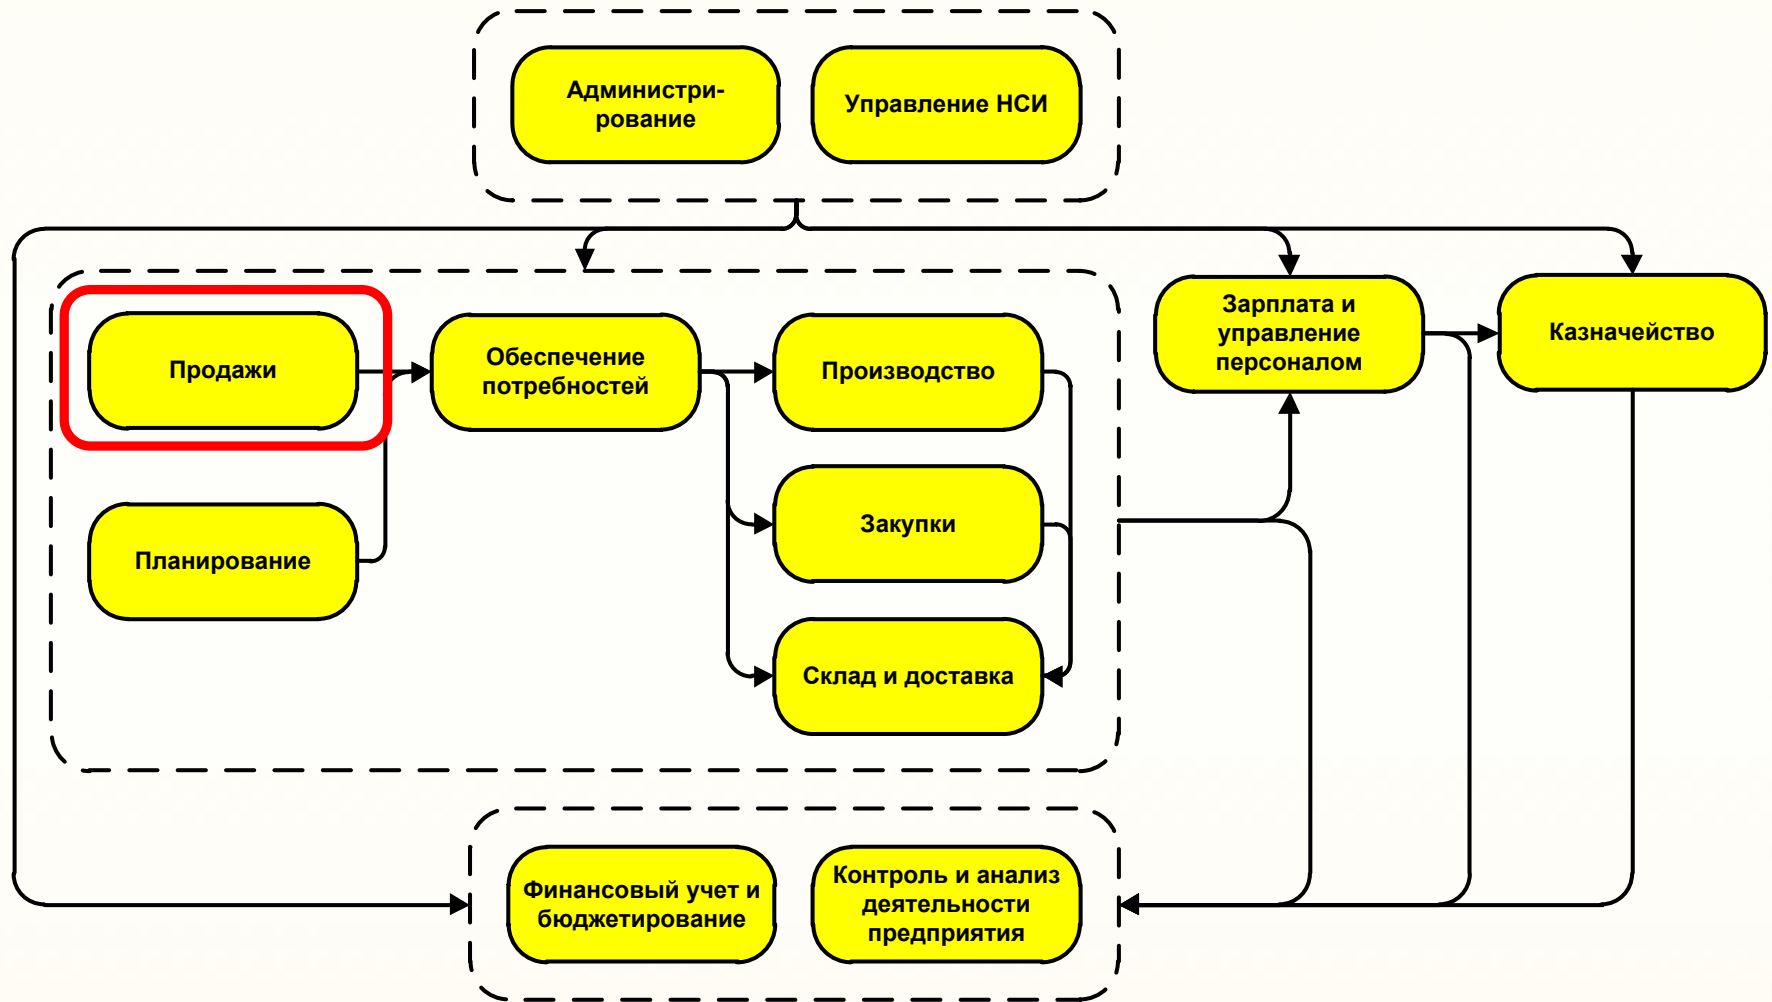 Администри-
рование
Управление НСИ
Продажи
Обеспечение
потребностей
Производство
Зарплата и
управление
персоналом
Казначейство
Планирование
Закупки
Склад и доставка
Финансовый учет и
бюджетирование
Контроль и анализ
деятельности
предприятия